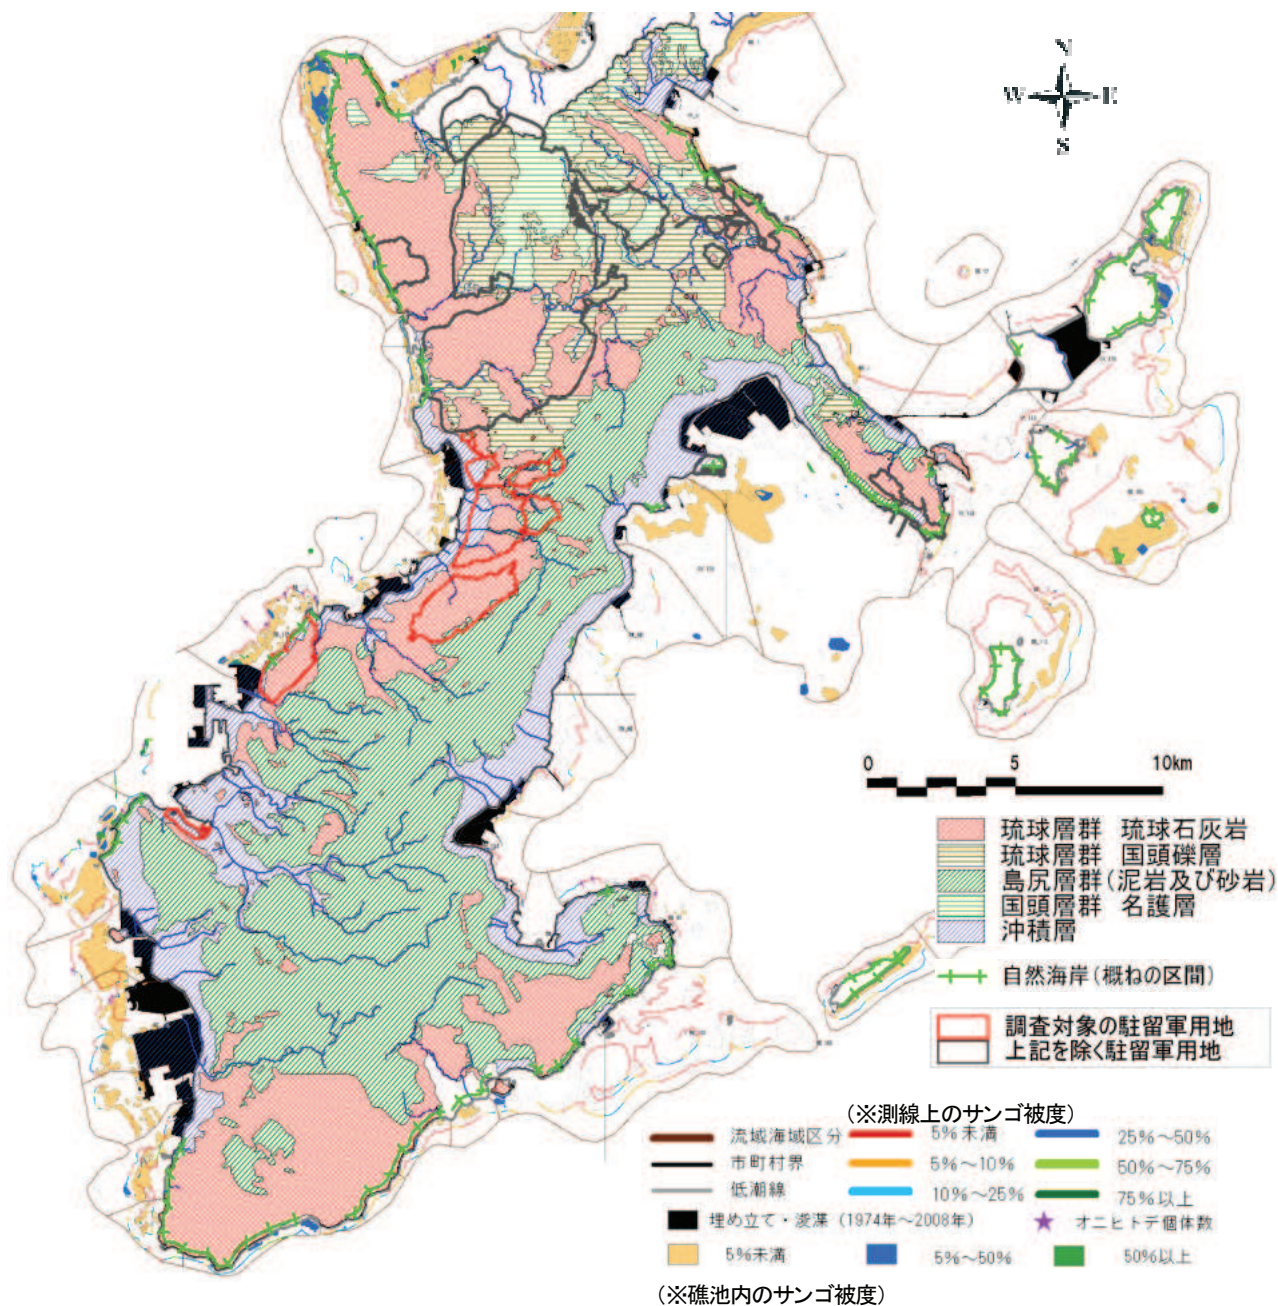 N
W E
S
0 5 10km
琉球層群 琉球石灰岩
琉球層群 国頭礫層
島尻層群(泥岩及び砂岩)
国頭層群 名護層
沖積層
自然海岸(概ねの区間)
調査対象の駐留軍用地
上記を除く駐留軍用地
(※測線上のサンゴ被度)
流域海域区分 5%未満 25%~50%
市町村界 5%~10% 50%~75%
低潮線 10%~25% 75%以上
埋め立て・浚渫 (1974年~2008年) オニヒトデ個体数
5%未満 5%~50% 50%以上
(※礁池内のサンゴ被度)